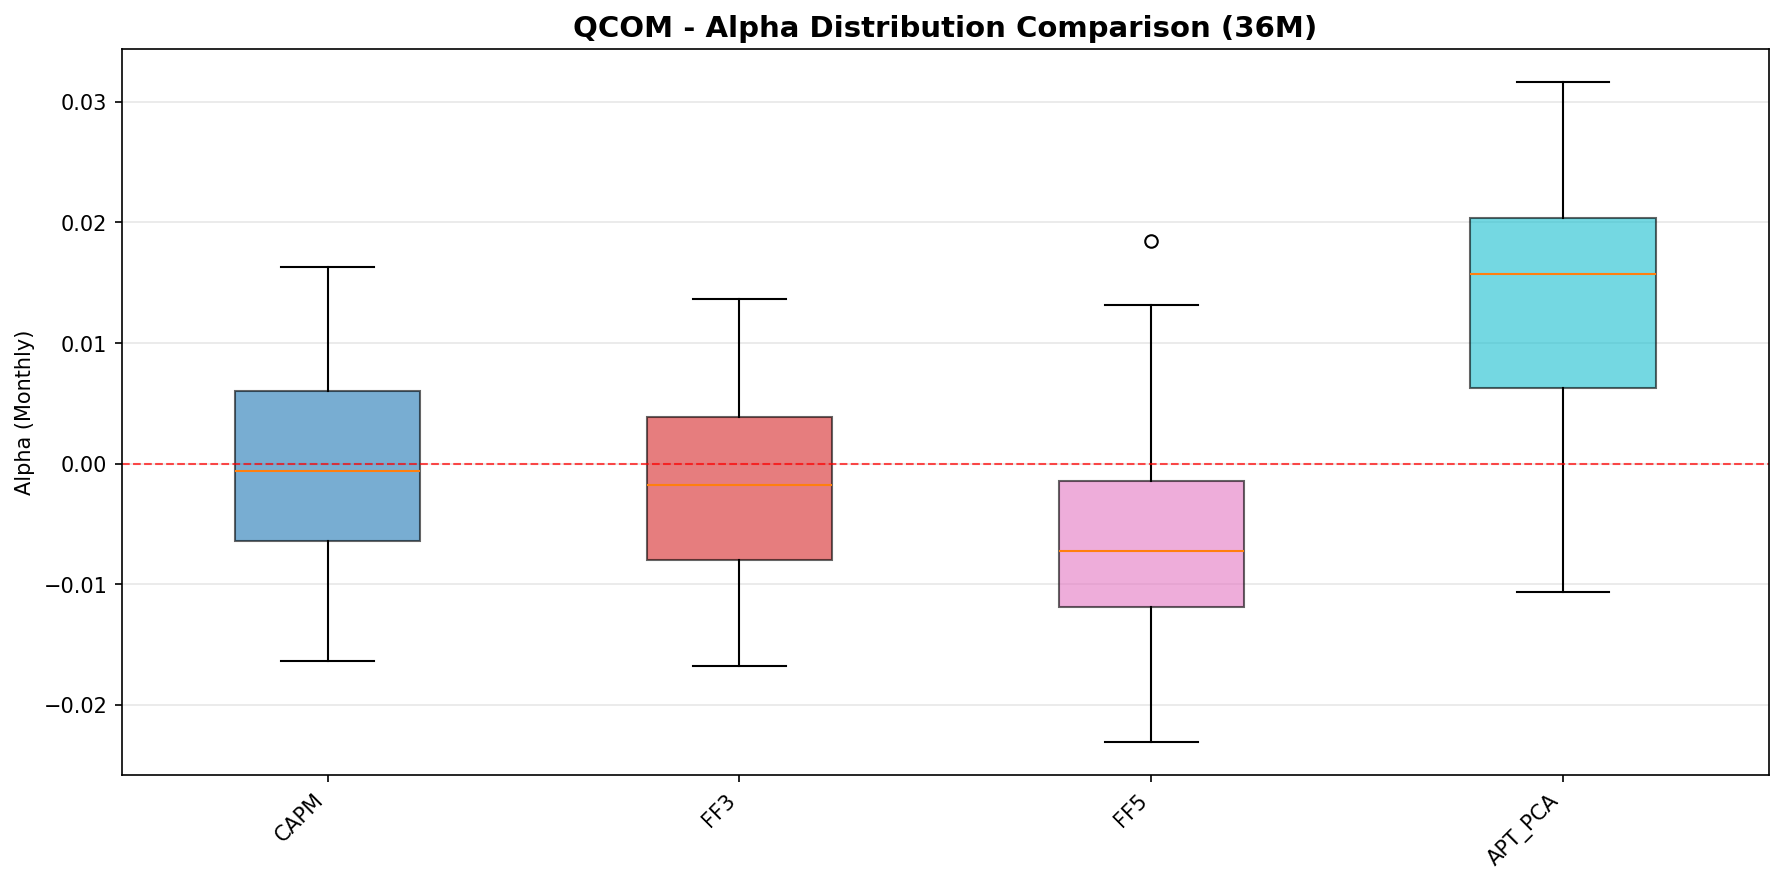 QCOM - Alpha Distribution Comparison (36M)
Alpha (Monthly)
0.03
0.02
0.01
0.00
−0.01
−0.02
CAPM
FF3
FF5
APT_PCA